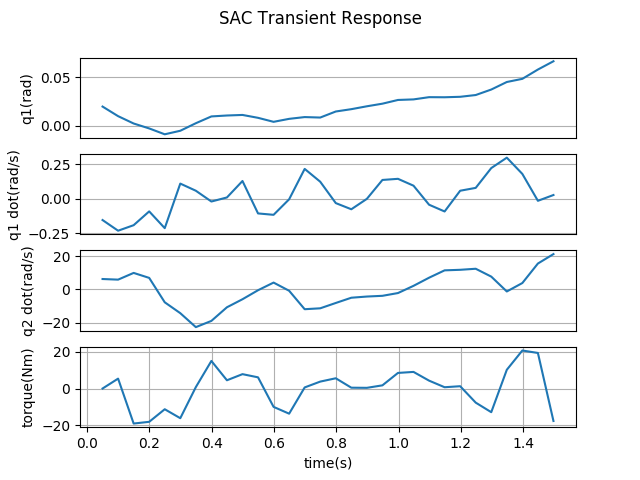 SAC Transient Response
q1(rad)
0.05
0.00
q1 dot(rad/s)
0.25
0.00
−0.25
q2 dot(rad/s)
20
0
−20
torque(Nm)
20
0
−20
0.0 0.2 0.4 0.6 0.8 1.0 1.2 1.4
time(s)